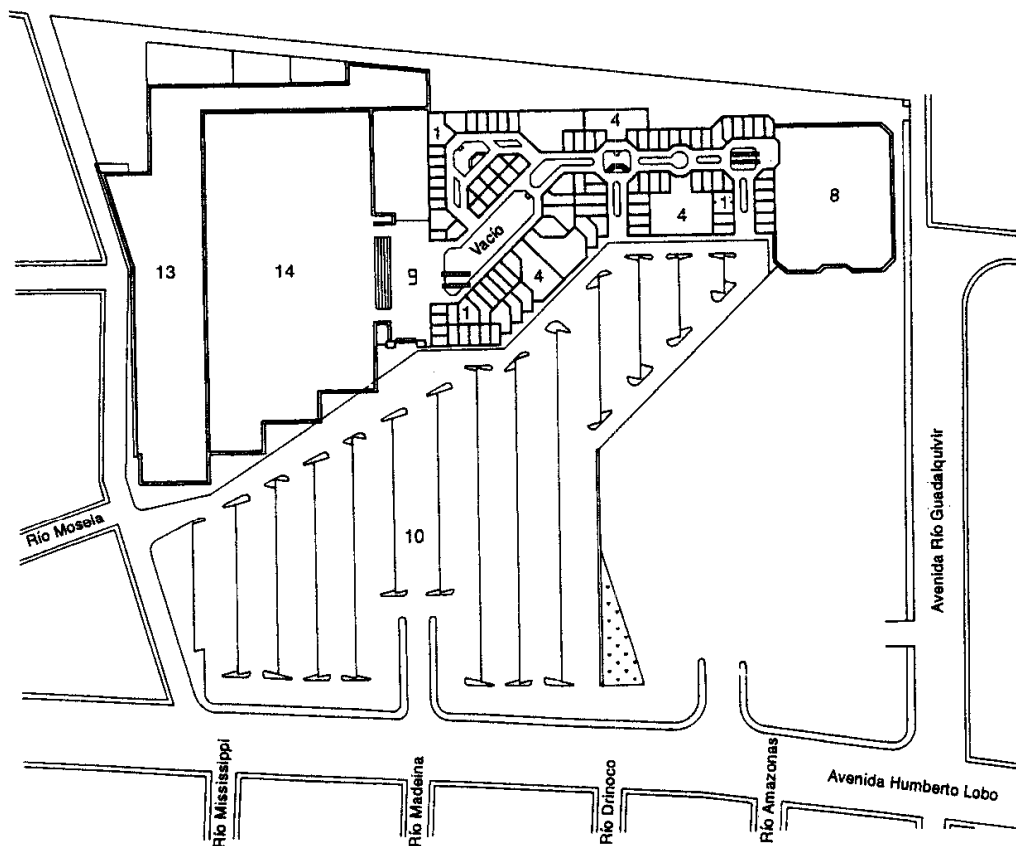 1
4
8
1
4
Vacío
13
14
9
4
1
10
Río Mosela
Avenida Río Guadalquivir
Río Mississippi
Río Madeina
Río Drinoco
Río Amazonas
Avenida Humberto Lobo